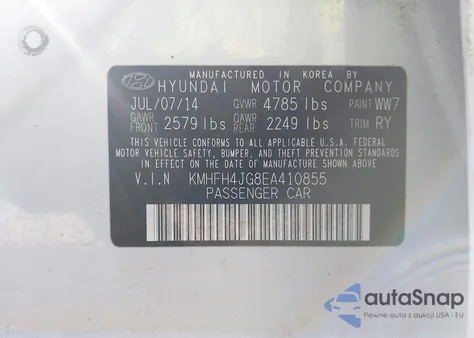 MANUFACTURED IN KOREA BY
HYUNDAI MOTOR COMPANY
JUL/07/14 GVWR 4785 lbs PAINT WW7
GAWR FRONT 2579 lbs GAWR REAR 2249 lbs TRIM RY
THIS VEHICLE CONFORMS TO ALL APPLICABLE U.S.A. FEDERAL
MOTOR VEHICLE SAFETY, BUMPER, AND THEFT PREVENTION STANDARDS
IN EFFECT ON THE DATE OF MANUFACTURE SHOWN ABOVE.
V.I.N KMHFH4JG8EA410855
PASSENGER CAR
autoSnap
Pewne auta z USA i EU